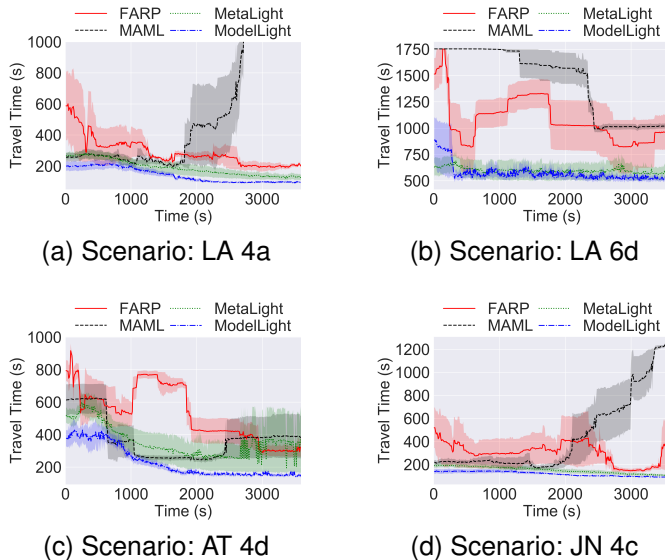 FARP MetaLight
MAML ModelLight
1000
800
600
400
200
Travel Time (s)
0 1000 2000 3000
Time (s)
(a) Scenario: LA 4a
FARP MetaLight
MAML ModelLight
1750
1500
1250
1000
750
500
Travel Time (s)
0 1000 2000 3000
Time (s)
(b) Scenario: LA 6d
FARP MetaLight
MAML ModelLight
1000
800
600
400
200
Travel Time (s)
0 1000 2000 3000
Time (s)
(c) Scenario: AT 4d
FARP MetaLight
MAML ModelLight
1200
1000
800
600
400
200
Travel Time (s)
0 1000 2000 3000
Time (s)
(d) Scenario: JN 4c